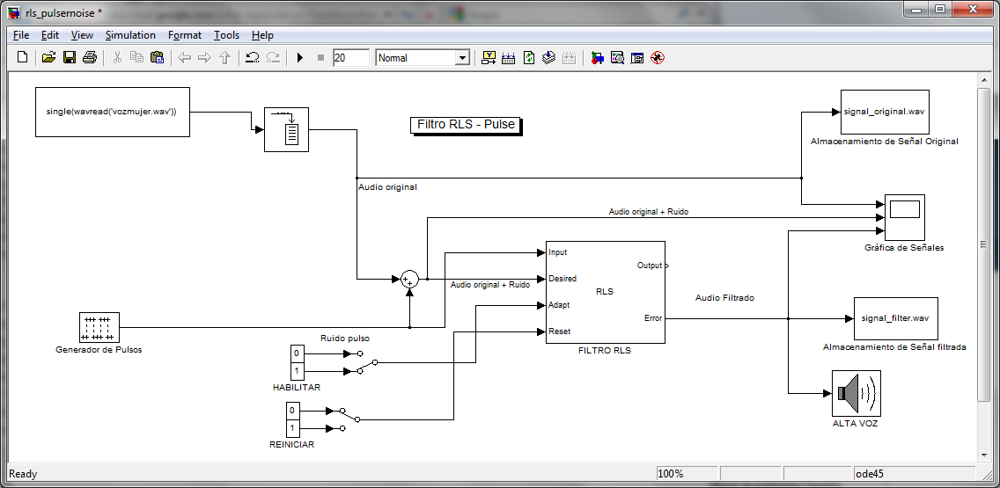 rls_pulsernoise *
File Edit View Simulation Format Tools Help
20
Normal
single(wavread('vozmujer.wav'))
Filtro RLS - Pulse
signal_original.wav
Almacenamiento de Señal Original
Audio original
Audio original + Ruido
Gráfica de Señales
Input
Output
Desired
Audio original + Ruido
RLS
Adapt
Audio Filtrado
Error
signal_filter.wav
Reset
Almacenamiento de Señal filtrada
FILTRO RLS
Generador de Pulsos
Ruido pulso
0
1
HABILITAR
0
1
REINICIAR
ALTA VOZ
Ready
100%
ode45